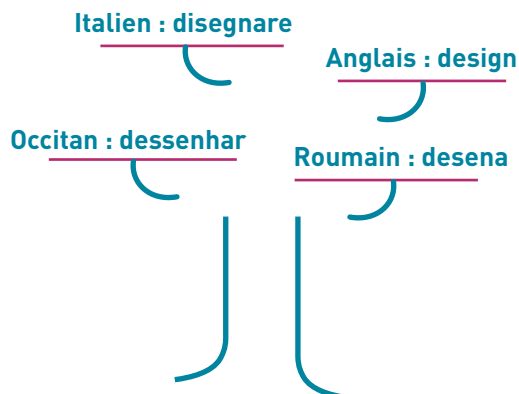 Italien : disegnare
Anglais : design
Occitan : dessenhar
Roumain : desena